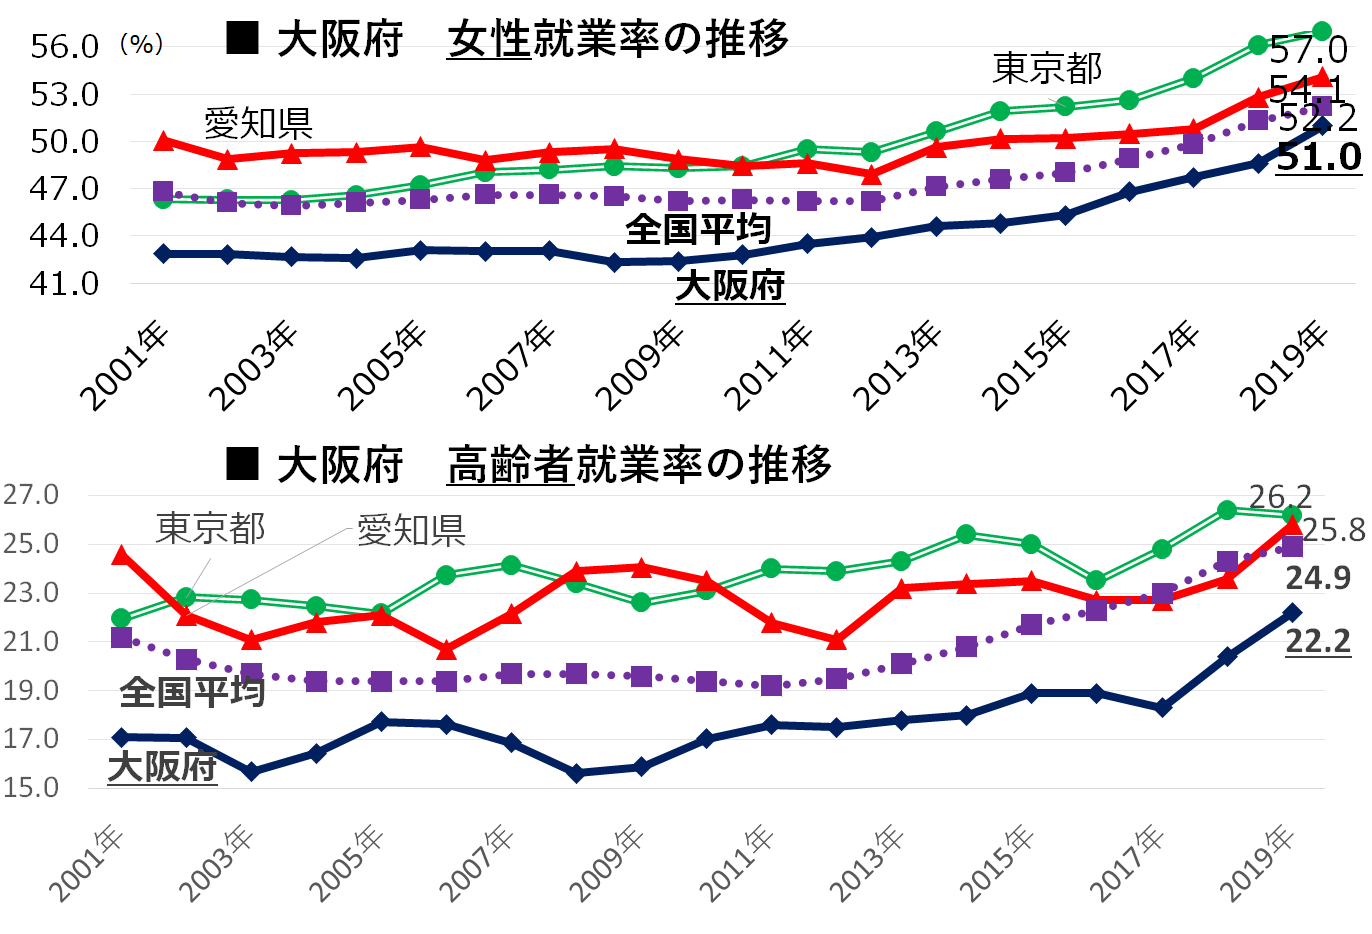 ■ 大阪府　女性就業率の推移
(%)
56.0
53.0
50.0
47.0
44.0
41.0
愛知県
東京都
全国平均
大阪府
57.0
54.1
52.2
51.0
2001年
2003年
2005年
2007年
2009年
2011年
2013年
2015年
2017年
2019年
■ 大阪府　高齢者就業率の推移
27.0
25.0
23.0
21.0
19.0
17.0
15.0
東京都
愛知県
全国平均
大阪府
26.2
25.8
24.9
22.2
2001年
2003年
2005年
2007年
2009年
2011年
2013年
2015年
2017年
2019年